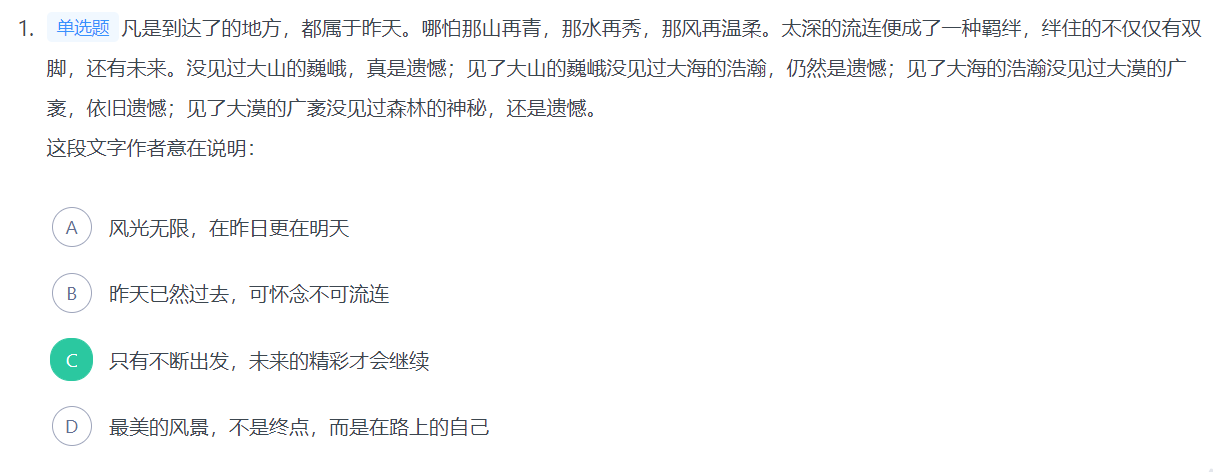 1. 单选题 凡是到达了的地方，都属于昨天。哪怕那山再青，那水再秀，那风再温柔。太深的流连便成了一种羁绊，绊住的不仅仅有双
脚，还有未来。没见过大山的巍峨，真是遗憾；见了大山的巍峨没见过大海的浩瀚，仍然是遗憾；见了大海的浩瀚没见过大漠的广
袤，依旧遗憾；见了大漠的广袤没见过森林的神秘，还是遗憾。
这段文字作者意在说明：
A 风光无限，在昨日更在明天
B 昨天已然过去，可怀念不可流连
C 只有不断出发，未来的精彩才会继续
D 最美的风景，不是终点，而是在路上的自己